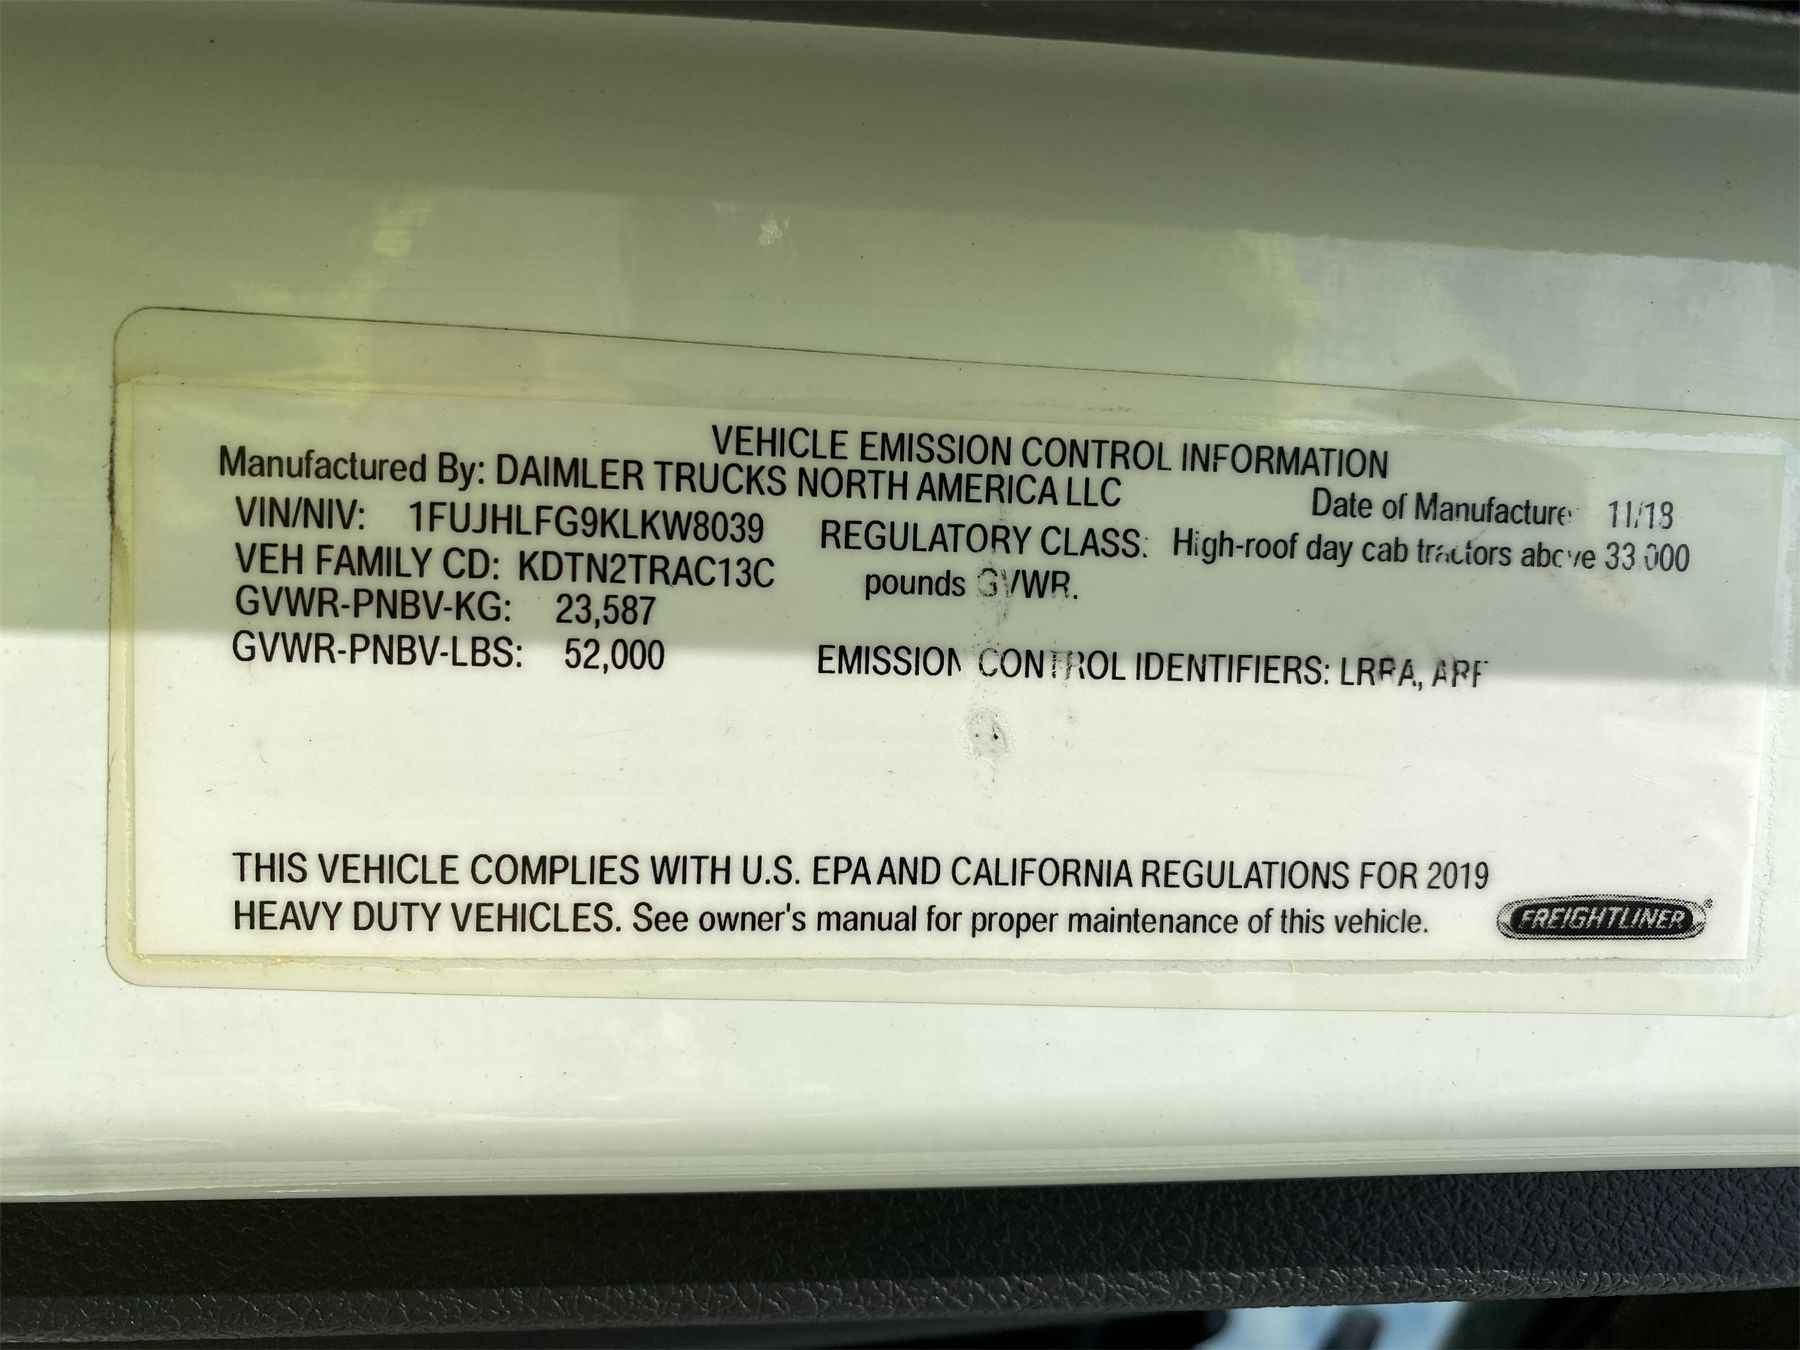 VEHICLE EMISSION CONTROL INFORMATION
Manufactured By: DAIMLER TRUCKS NORTH AMERICA LLC
Date of Manufacture 11/18
VIN/NIV: 1FUJHLFG9KLKW8039
REGULATORY CLASS: High-roof day cab tractors above 33 000
pounds GVWR.
VEH FAMILY CD: KDTN2TRAC13C
GVWR-PNBV-KG: 23,587
GVWR-PNBV-LBS: 52,000
EMISSION CONTROL IDENTIFIERS:
THIS VEHICLE COMPLIES WITH U.S. EPA AND CALIFORNIA REGULATIONS FOR 2019
HEAVY DUTY VEHICLES. See owner's manual for proper maintenance of this vehicle.
FREIGHTLINER